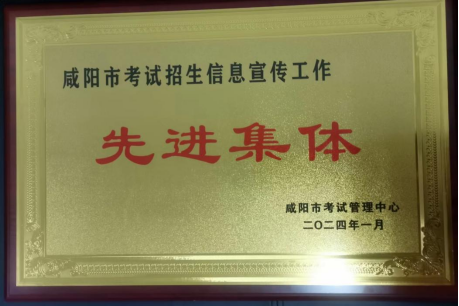 咸阳市考试招生信息宣传工作
先进集体
咸阳市考试管理中心
二〇二四年一月